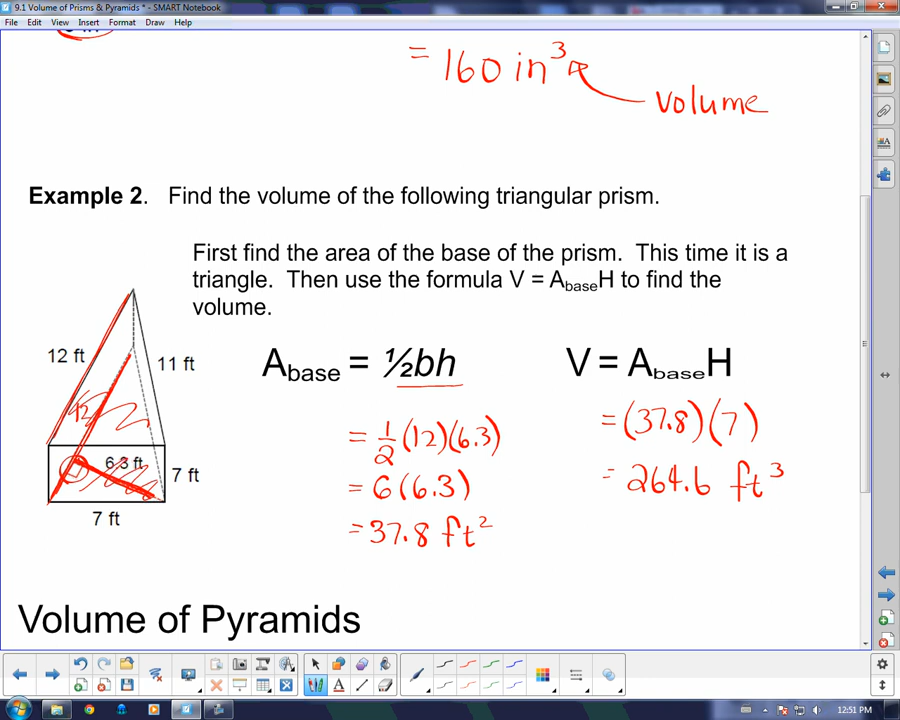 9.1 Volume of Prisms & Pyramids * - SMART Notebook
File Edit View Insert Format Draw Help
= 160 in³
volume
Example 2. Find the volume of the following triangular prism.
First find the area of the base of the prism. This time it is a
triangle. Then use the formula V = AbaseH to find the
volume.
12 ft
11 ft
Abase = ½bh
V = AbaseH
12
= 1/2 (12)(6.3)
= (37.8)(7)
6.3 ft
7 ft
= 6(6.3)
= 264.6 ft³
7 ft
= 37.8 ft²
Volume of Pyramids
12:51 PM